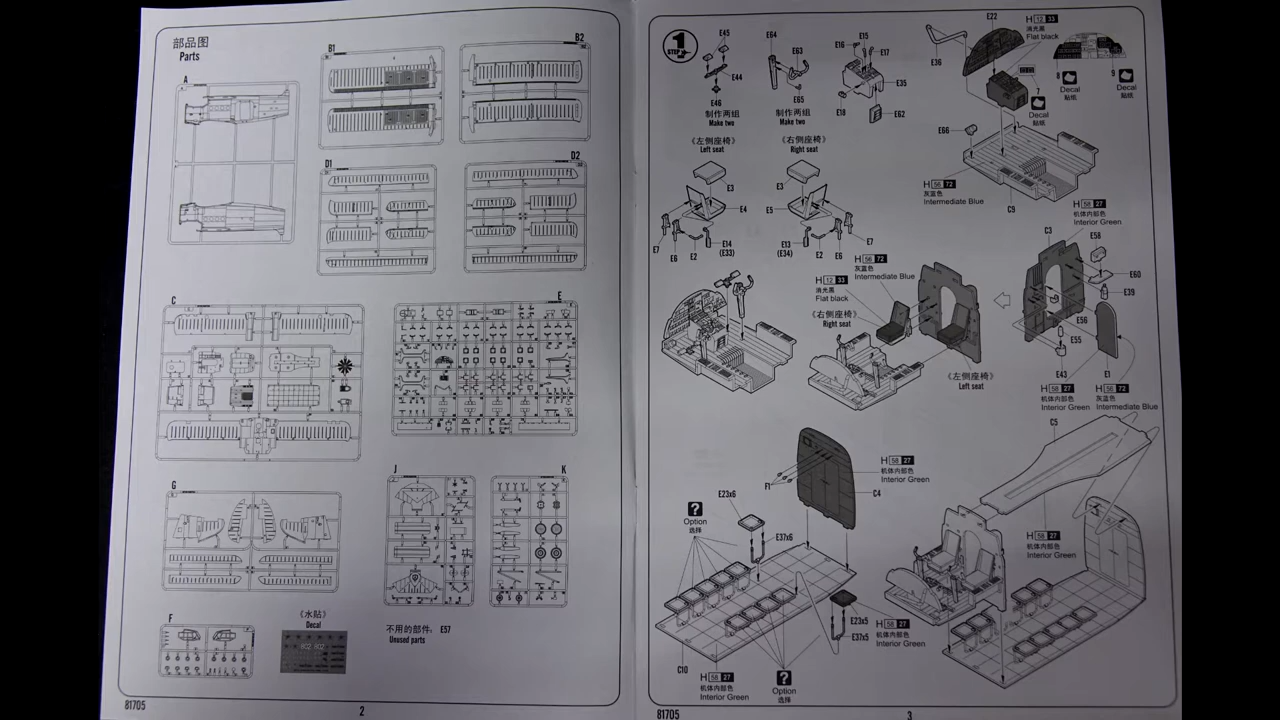 部品图
Parts
A
B1
B2
D1
D2
C
E
G
J
K
F
《水贴》
Decal
802 802
不用的部件: E57
Unused parts
81705
2
1
STEP
E45
E44
E46
制作两组
Make two
E64
E63
E65
制作两组
Make two
E15
E16
E17
E35
E18
E62
E22
H 12 33
消光黑
Flat black
E36
8
Decal
贴纸
9
Decal
贴纸
7
Decal
贴纸
E66
H 56 72
灰蓝色
Intermediate Blue
C9
《左侧座椅》
Left seat
E3
E4
E7
E6
E2
E14
(E33)
《右侧座椅》
Right seat
E3
E5
E13
(E34)
E2
E6
E7
H 58 27
机体内部色
Interior Green
C3
E58
E60
E39
E56
E55
E43
E1
H 58 27
机体内部色
Interior Green
H 56 72
灰蓝色
Intermediate Blue
H 56 72
灰蓝色
Intermediate Blue
H 12 33
消光黑
Flat black
《右侧座椅》
Right seat
《左侧座椅》
Left seat
C5
H 58 27
机体内部色
Interior Green
F1
C4
H 58 27
机体内部色
Interior Green
E23x6
?
Option
选择
E37x6
E23x5
E37x5
H 58 27
机体内部色
Interior Green
C10
H 58 27
机体内部色
Interior Green
?
Option
选择
81705
3